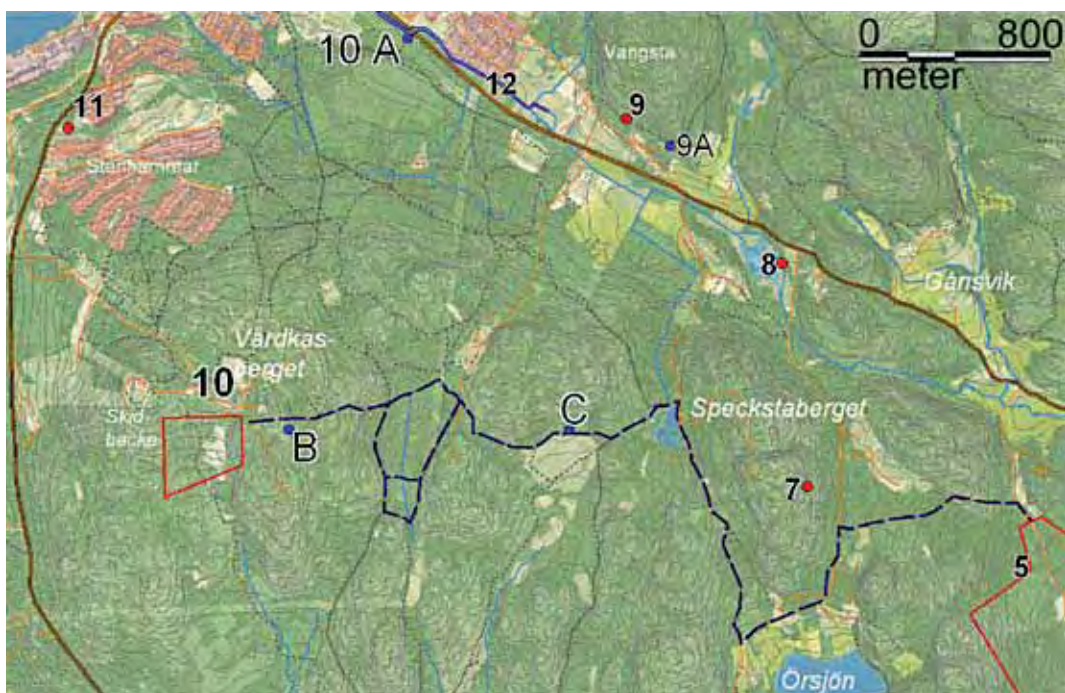 0 800
meter
10 A
Vangsta
12
11
9
9A
Stenhammar
8
Gånsvik
Vårdkas-
berget
10
Skid
backe
B
C
Speckstaberget
7
5
Örsjön